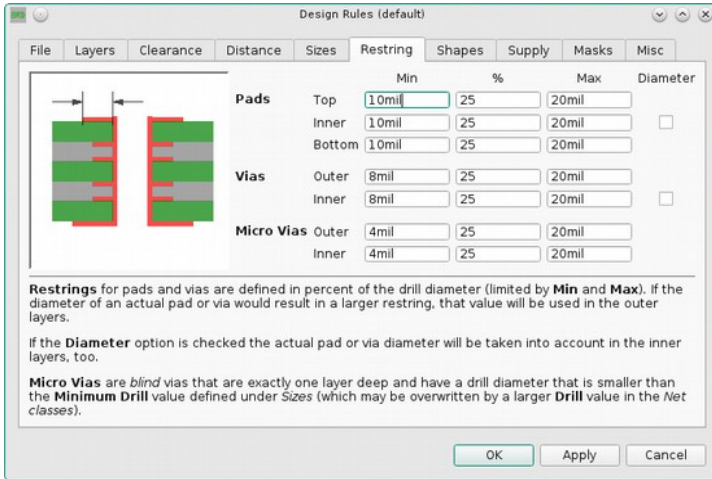 Design Rules (default)
File Layers Clearance Distance Sizes Restring Shapes Supply Masks Misc
Min % Max Diameter
Pads Top 10mil 25 20mil
Inner 10mil 25 20mil
Bottom 10mil 25 20mil
Vias Outer 8mil 25 20mil
Inner 8mil 25 20mil
Micro Vias Outer 4mil 25 20mil
Inner 4mil 25 20mil
Restrings for pads and vias are defined in percent of the drill diameter (limited by Min and Max). If the
diameter of an actual pad or via would result in a larger restring, that value will be used in the outer
layers.
If the Diameter option is checked the actual pad or via diameter will be taken into account in the inner
layers, too.
Micro Vias are blind vias that are exactly one layer deep and have a drill diameter that is smaller than
the Minimum Drill value defined under Sizes (which may be overwritten by a larger Drill value in the Net
classes).
OK Apply Cancel